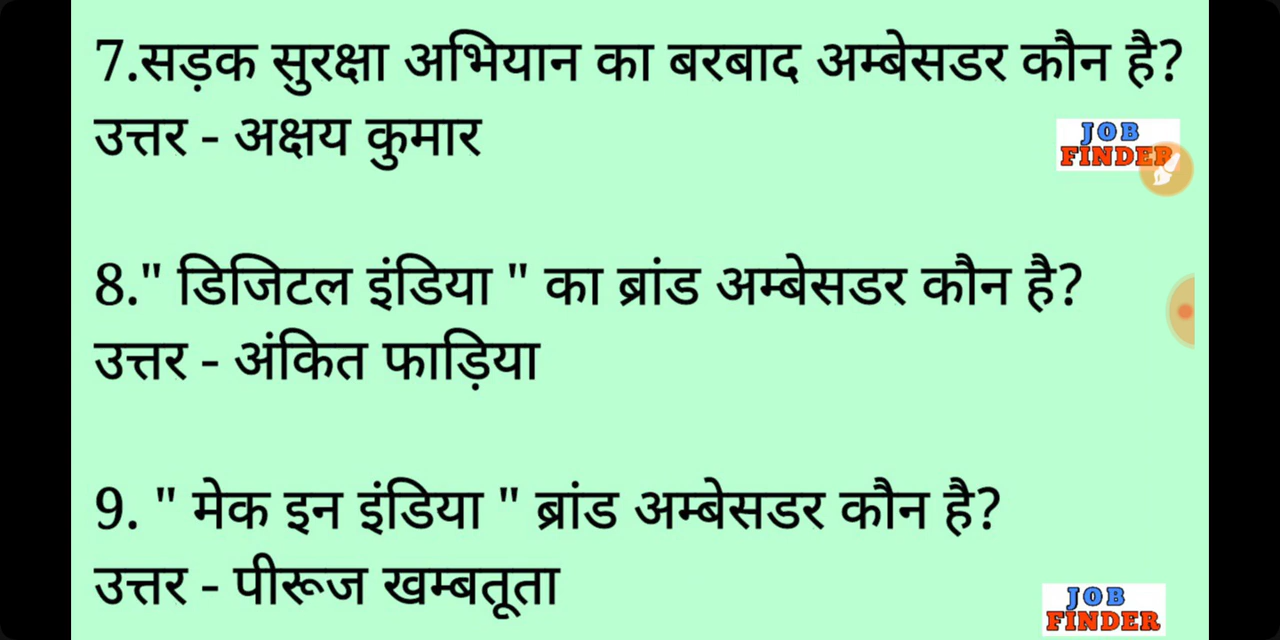 7.सड़क सुरक्षा अभियान का बरबाद अम्बेसडर कौन है?
उत्तर - अक्षय कुमार
JOB
FINDER
8." डिजिटल इंडिया " का ब्रांड अम्बेसडर कौन है?
उत्तर - अंकित फाड़िया
9. " मेक इन इंडिया " ब्रांड अम्बेसडर कौन है?
उत्तर - पीरूज खम्बतूता
JOB
FINDER